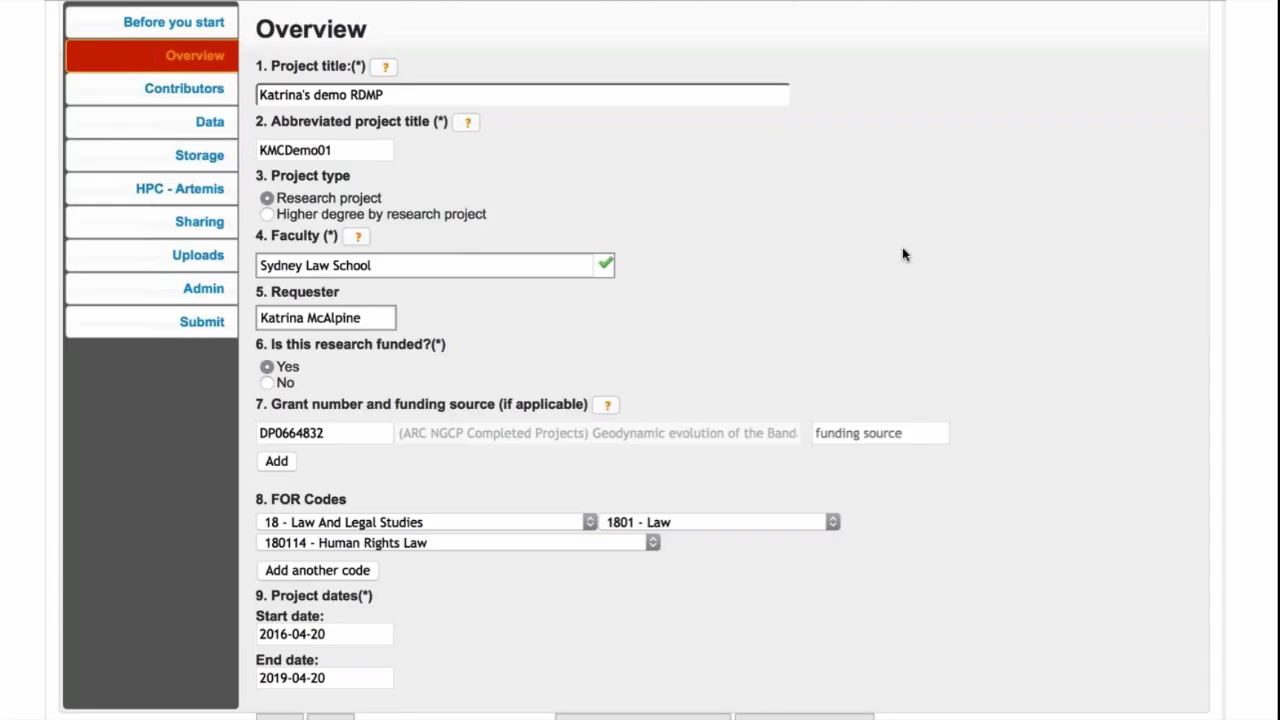 Before you start
Overview
Contributors
Data
Storage
HPC - Artemis
Sharing
Uploads
Admin
Submit
Overview
1. Project title:(*) ?
Katrina's demo RDMP
2. Abbreviated project title (*) ?
KMCDemo01
3. Project type
Research project
Higher degree by research project
4. Faculty (*) ?
Sydney Law School
5. Requester
Katrina McAlpine
6. Is this research funded?(*)
Yes
No
7. Grant number and funding source (if applicable) ?
DP0664832 (ARC NGCP Completed Projects) Geodynamic evolution of the Band funding source
Add
8. FOR Codes
18 - Law And Legal Studies 1801 - Law
180114 - Human Rights Law
Add another code
9. Project dates(*)
Start date:
2016-04-20
End date:
2019-04-20